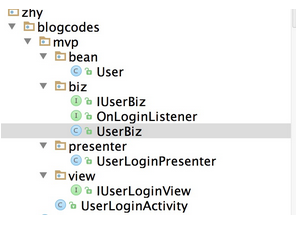 zhy
blogcodes
mvp
bean
C User
biz
I IUserBiz
I OnLoginListener
C UserBiz
presenter
C UserLoginPresenter
view
I IUserLoginView
C UserLoginActivity